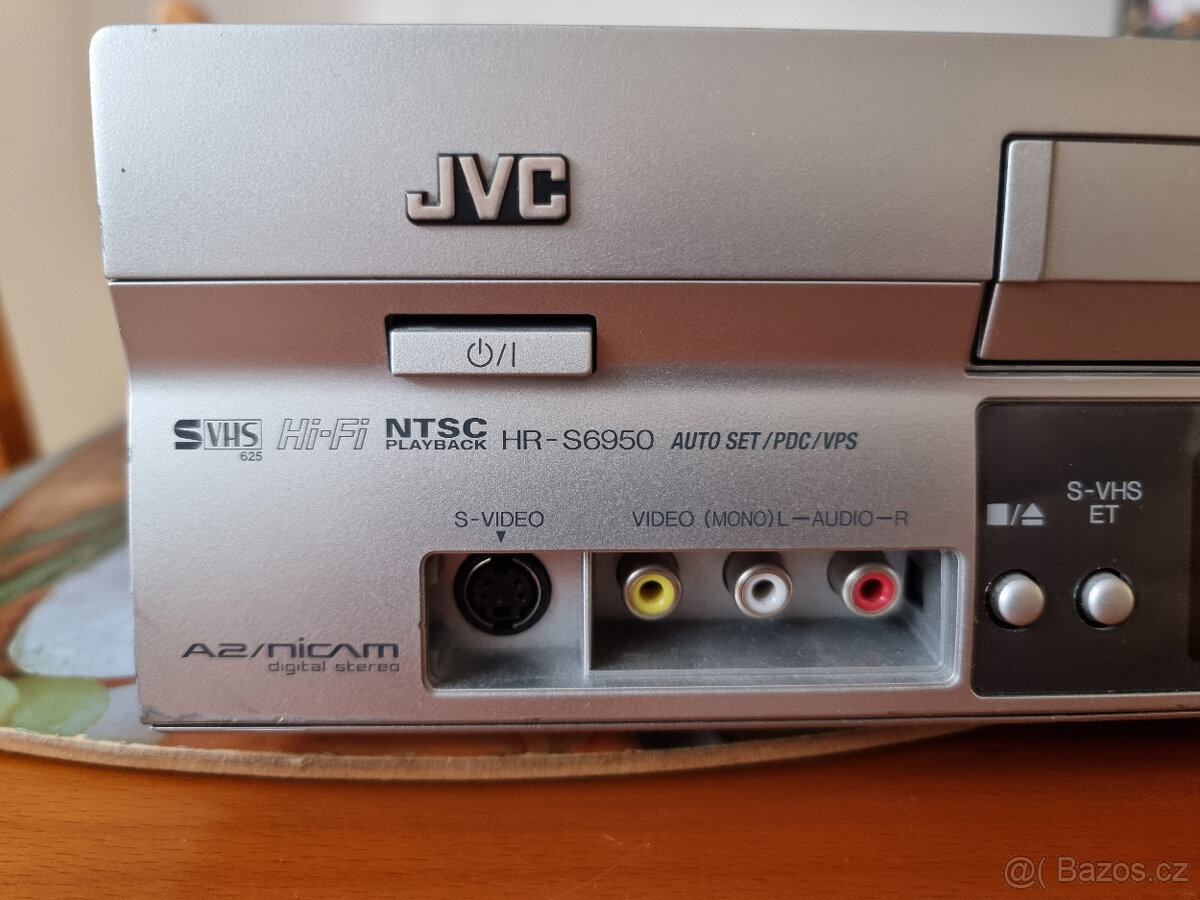 JVC
⏻/I
S VHS 625 Hi-Fi NTSC PLAYBACK HR-S6950 AUTO SET/PDC/VPS
S-VHS
ET
■/⏏
S-VIDEO VIDEO (MONO) L-AUDIO-R
▼
A2/NICAM
digital stereo
@( Bazos.cz